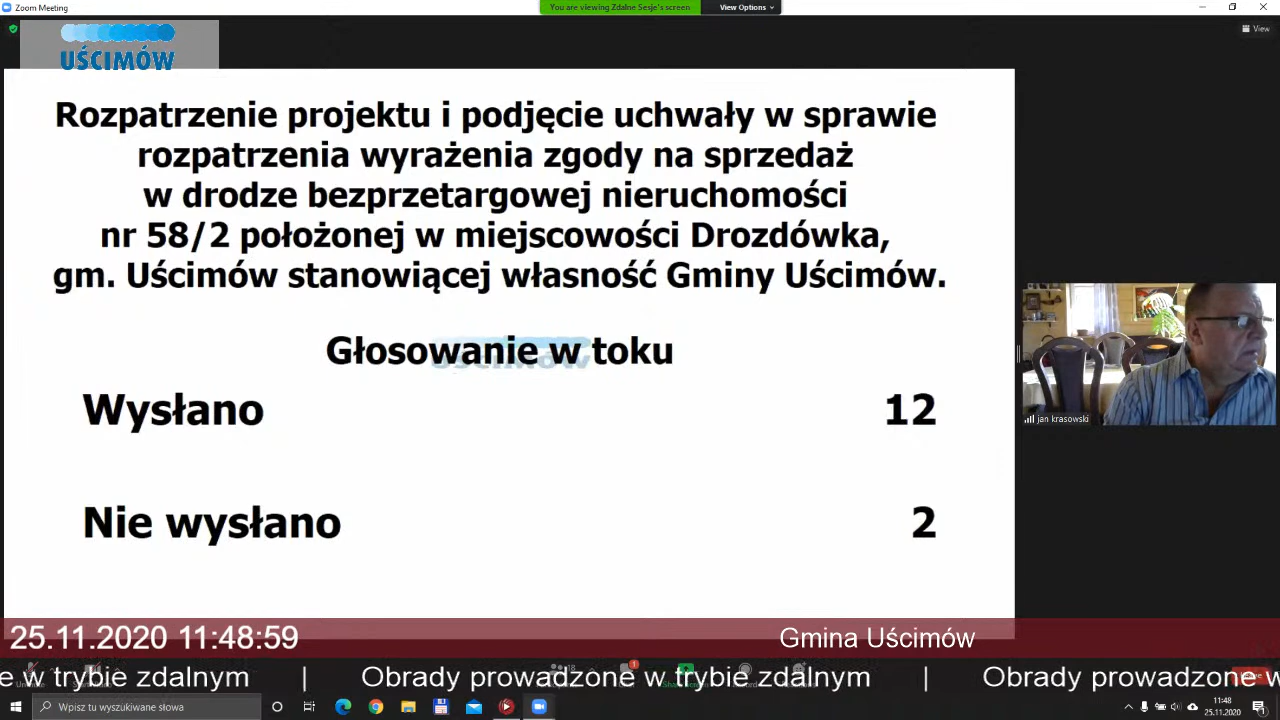 Zoom Meeting
You are viewing Zdalne Sesje's screen
View Options
View
UŚCIMÓW
Rozpatrzenie projektu i podjęcie uchwały w sprawie
rozpatrzenia wyrażenia zgody na sprzedaż
w drodze bezprzetargowej nieruchomości
nr 58/2 położonej w miejscowości Drozdówka,
gm. Uścimów stanowiącej własność Gminy Uścimów.
Głosowanie w toku
Wysłano 12
Nie wysłano 2
jan krasowski
25.11.2020 11:48:59
Gmina Uścimów
e w trybie zdalnym | Obrady prowadzone w trybie zdalnym | Obrady prowadzone w
Wpisz tu wyszukiwane słowa
11:48
25.11.2020